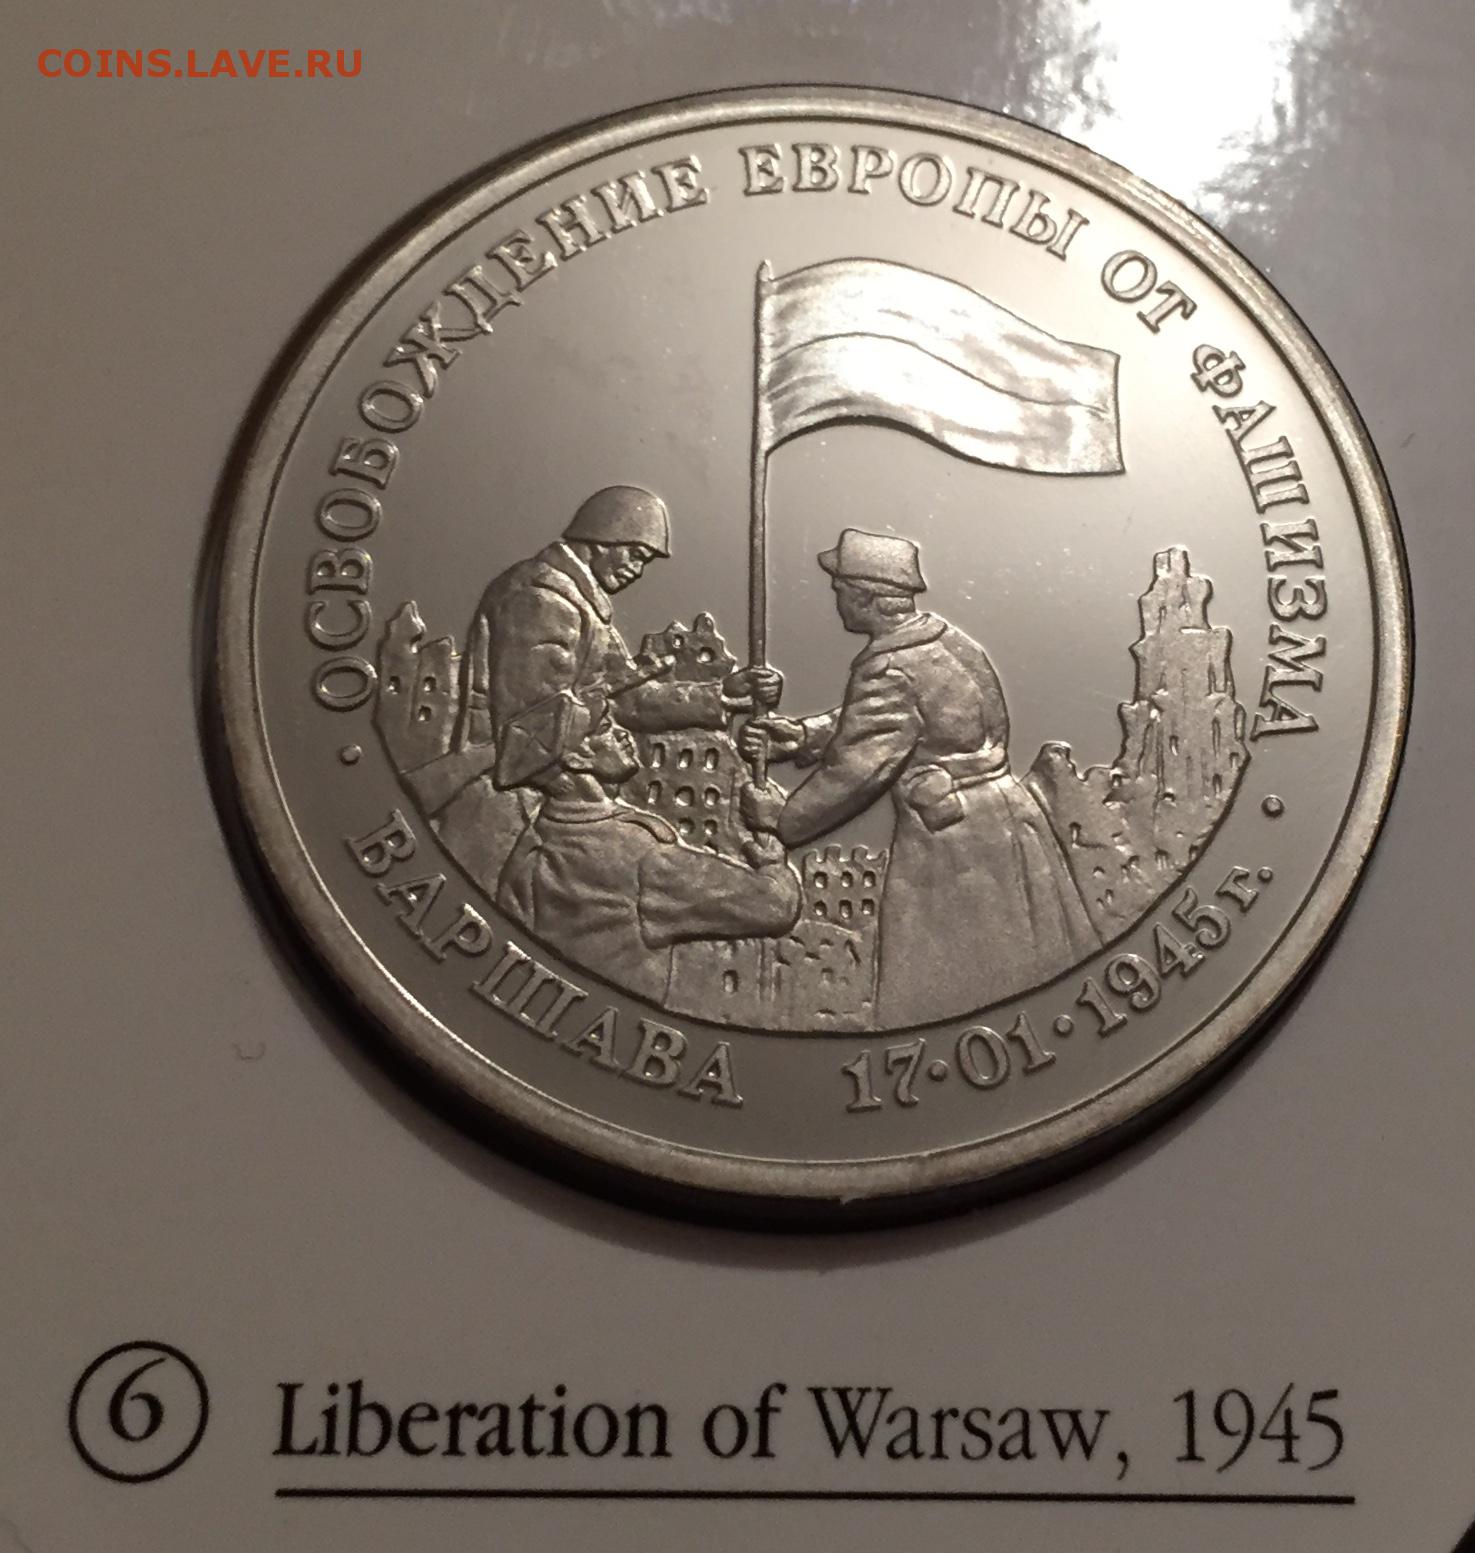 COINS.LAVE.RU
· ОСВОБОЖДЕНИЕ ЕВРОПЫ ОТ ФАШИЗМА ·
ВАРШАВА 17·01·1945г.
6 Liberation of Warsaw, 1945